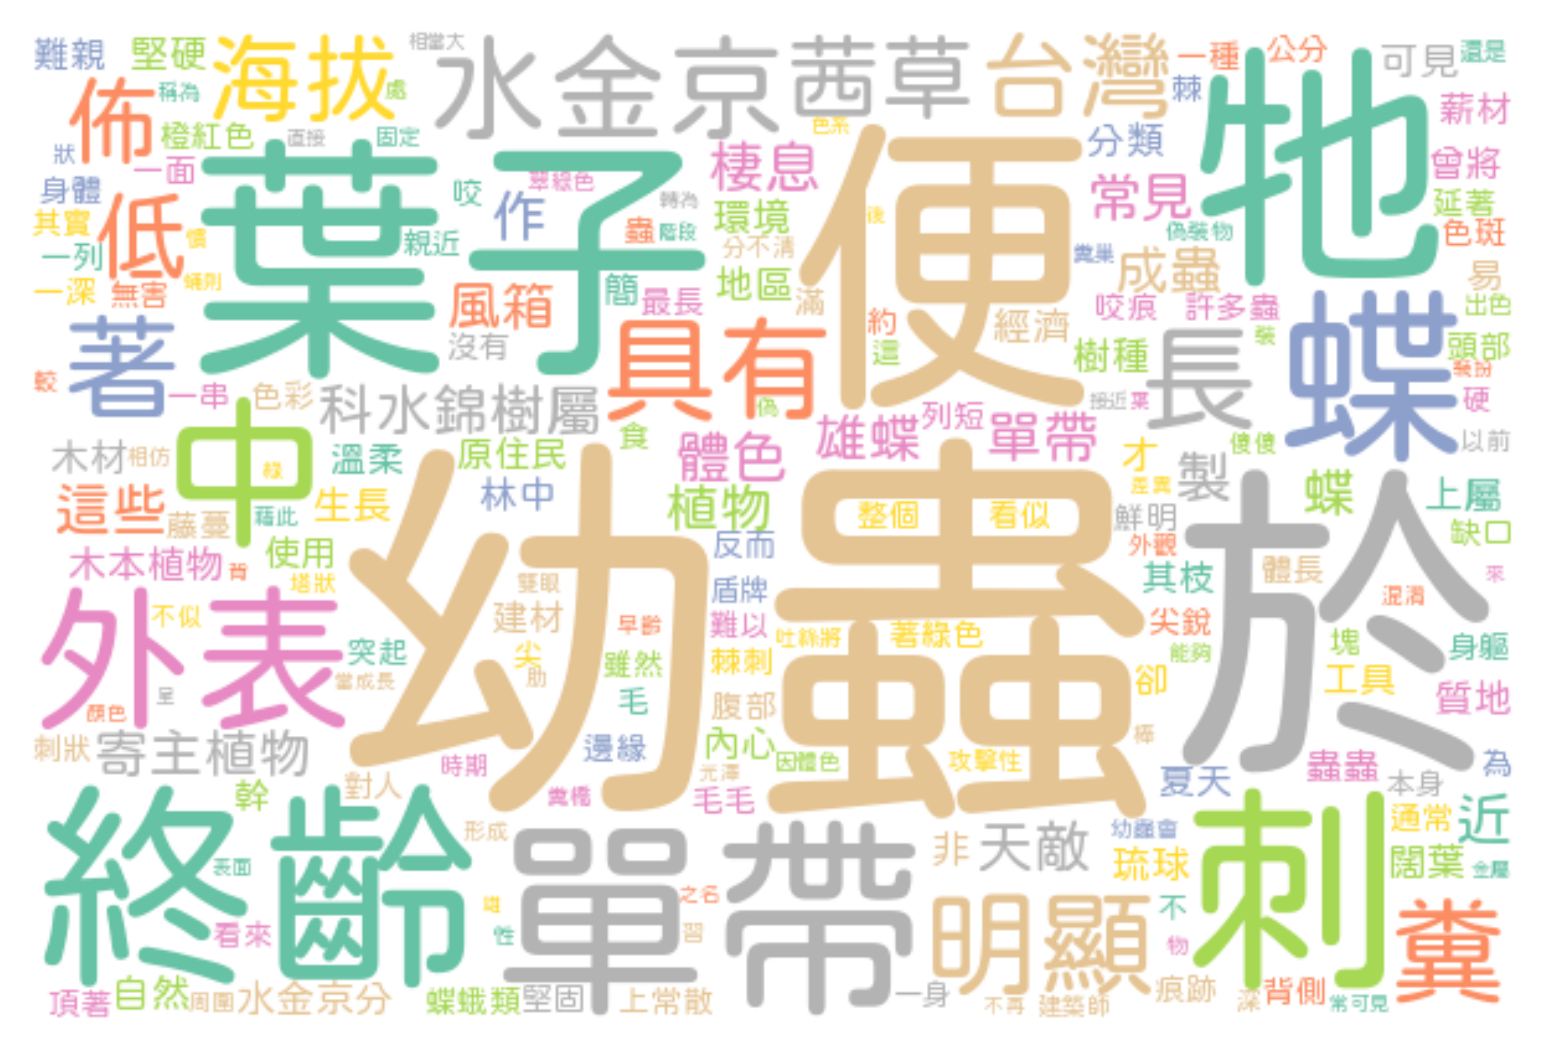 難親
堅硬
海拔
相當大
水金京
茜草
台灣
一種
公分
可見
還是
佈
稱為
處
棘
牠
薪材
橙紅色
直接
固定
色系
分類
狀
一面
葉子
棲息
便
常見
曾將
身體
低
咬
作
翠綠色
轉為
環境
後
延著
其實
慣
親近
蟲
階段
分不清
糞巢
偽裝物
色斑
一列
一深
無害
蛹則
風箱
簡
最長
地區
滿
成蟲
易
著
沒有
具有
約
經濟
咬痕
許多蟲
蝶
出色
這
樹種
長
裝
頭部
較
一串
色彩
科水錦樹屬
偽
接近
葉
裝扮
硬
木材
相仿
中
綠
溫柔
原住民
食
體色
雄蝶
列短
單帶
才
傻傻
以前
這些
藤蔓
藉此
生長
林中
植物
整個
看似
差異
製
蝶
上屬
木本植物
背
使用
幼蟲
反而
鮮明
外觀
於
缺口
塔狀
雙眼
盾牌
其枝
體長
來
外表
不似
建材
早齡
難以
吐絲將
著綠色
尖銳
混淆
突起
尖
雖然
棘刺
能夠
塊
身軀
當成長
肋
毛
腹部
卻
工具
質地
顏色
呈
刺狀
寄主植物
時期
邊緣
內心
因體色
攻擊性
樺
蟲蟲
為
幹
對人
糞橋
光澤
毛毛
夏天
本身
終齡
形成
單帶
非
天敵
幼蟲會
刺
通常
近
表面
之名
琉球
闊葉
金屬
看來
性
習
明顯
不
物
糞
頂著
自然
周圍
水金京分
蝶蛾類
堅固
上常散
一身
不再
建築師
痕跡
深
背側
常可見